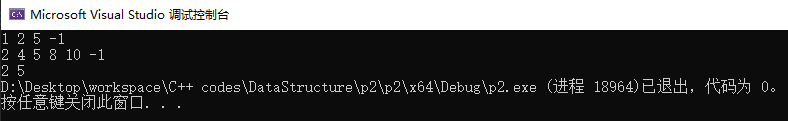 Microsoft Visual Studio 调试控制台
1 2 5 -1
2 4 5 8 10 -1
2 5
D:\Desktop\workspace\C++ codes\DataStructure\p2\p2\x64\Debug\p2.exe (进程 18964)已退出，代码为 0。
按任意键关闭此窗口. . .